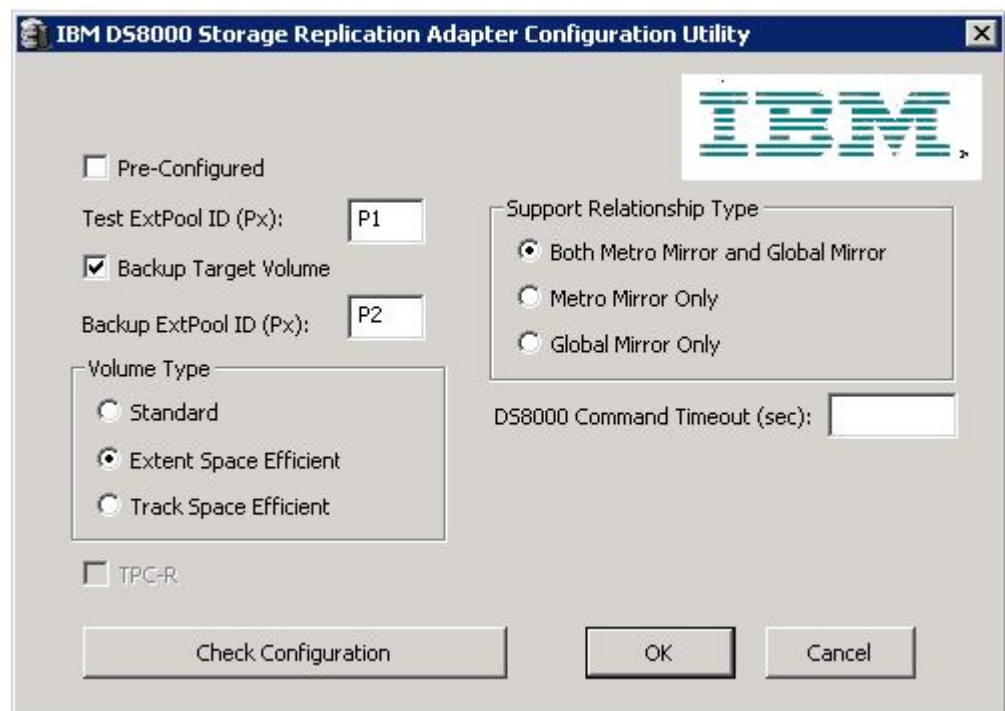 IBM DS8000 Storage Replication Adapter Configuration Utility
IBM
Pre-Configured
Test ExtPool ID (Px): P1
Backup Target Volume
Backup ExtPool ID (Px): P2
Volume Type
Standard
Extent Space Efficient
Track Space Efficient
TPC-R
Support Relationship Type
Both Metro Mirror and Global Mirror
Metro Mirror Only
Global Mirror Only
DS8000 Command Timeout (sec):
Check Configuration
OK
Cancel